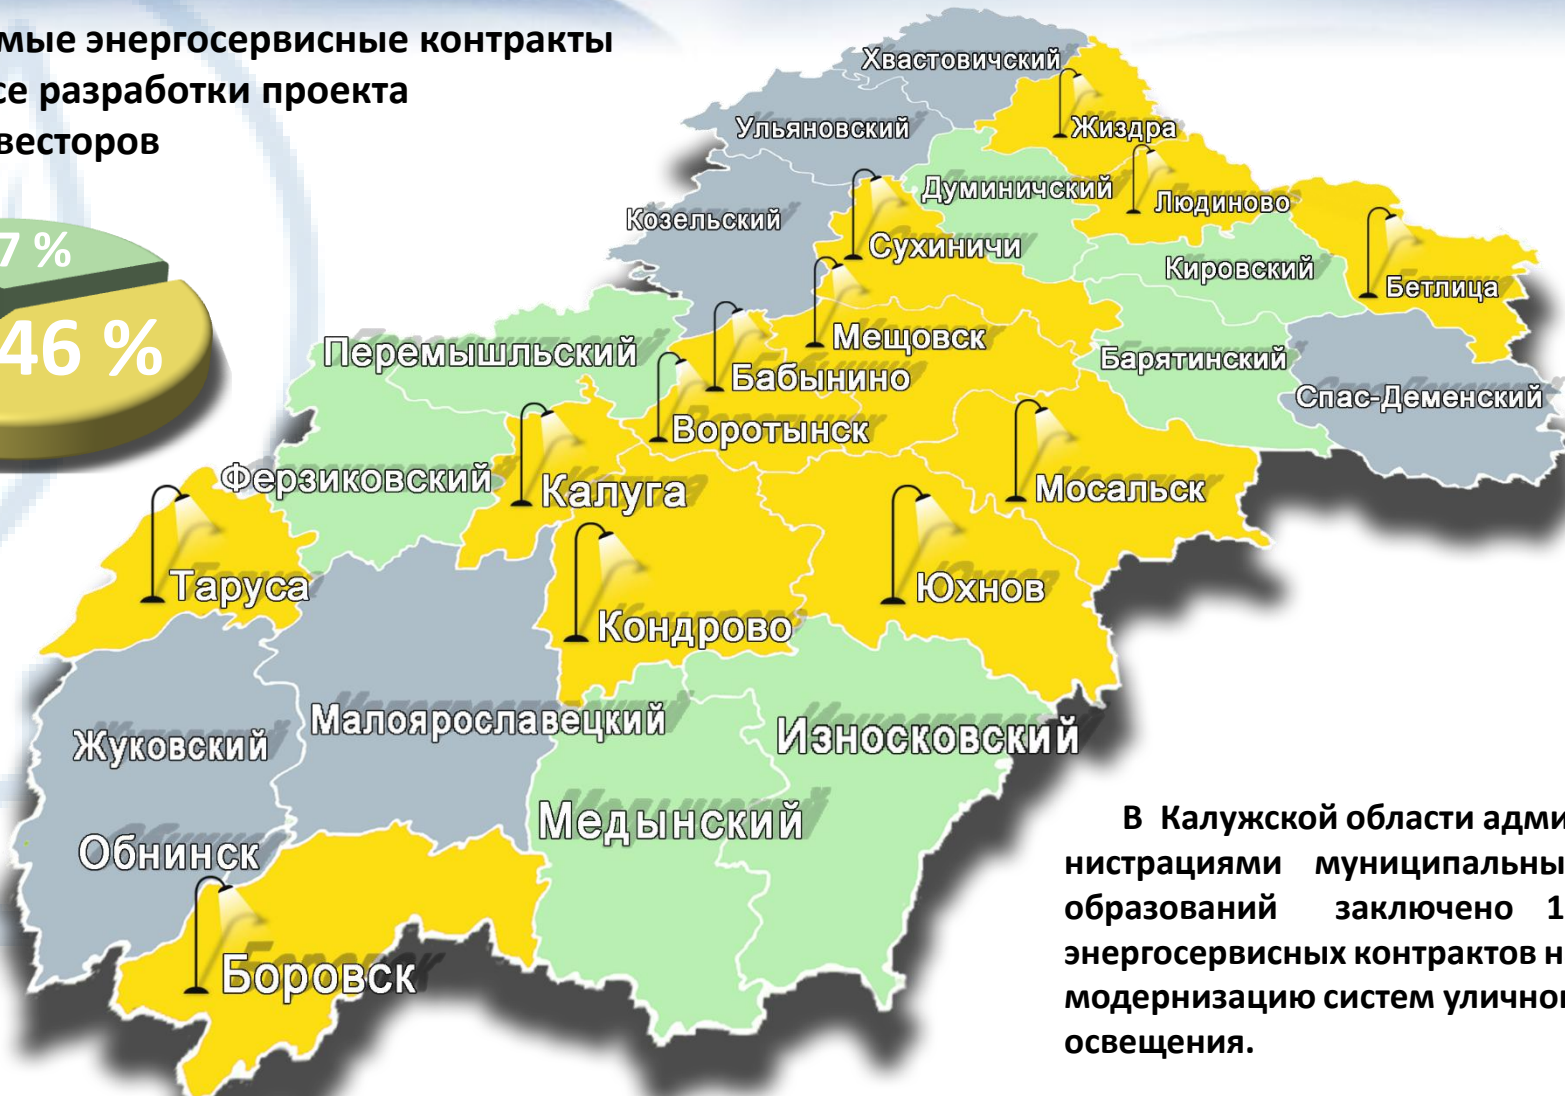 мые энергосервисные контракты
се разработки проекта
весторов
7 %
46 %
Хвастовичский
Ульяновский
Жиздра
Думиничский
Людиново
Козельский
Сухиничи
Кировский
Бетлица
Мещовск
Перемышльский
Бабынино
Барятинский
Спас-Деменский
Воротынск
Ферзиковский
Калуга
Мосальск
Таруса
Юхнов
Кондрово
Малоярославецкий
Жуковский
Износковский
Медынский
Обнинск
Боровск
В Калужской области адми
нистрациями муниципальны
образований заключено 1
энергосервисных контрактов н
модернизацию систем улично
освещения.